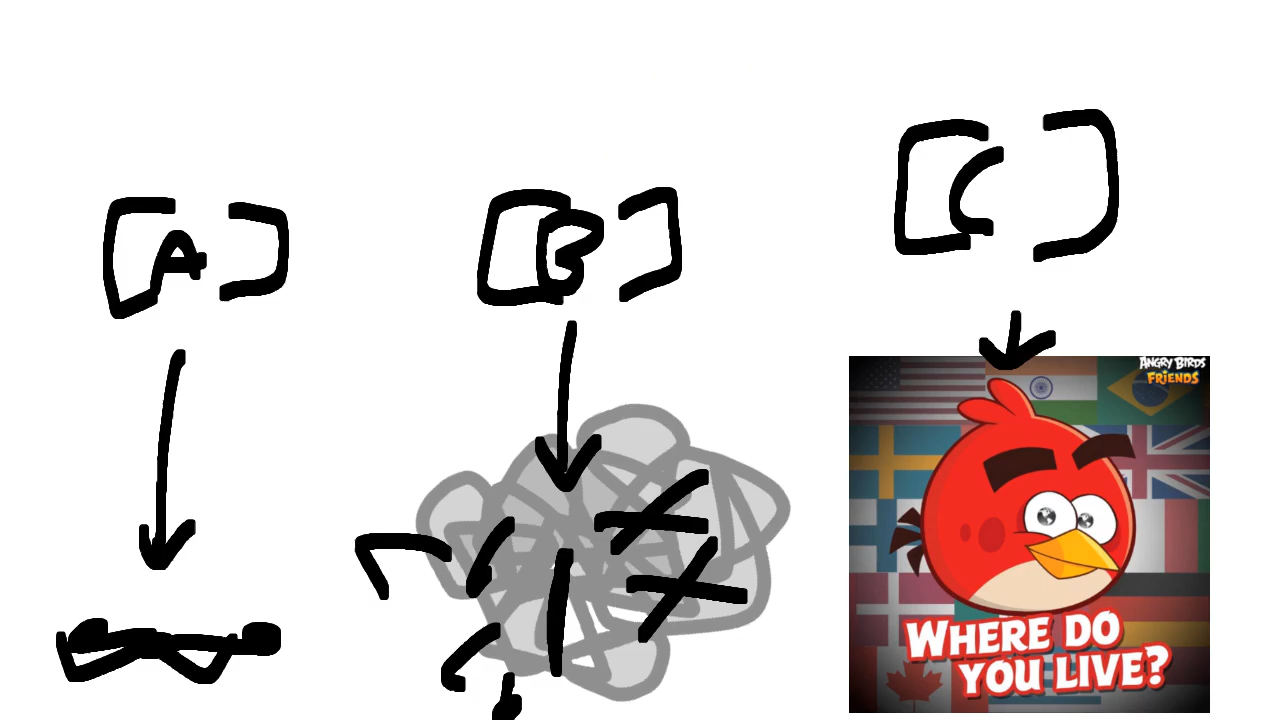 [A ]
[B ]
[C ]
ANGRY BIRDS
FRIENDS
WHERE DO
YOU LIVE?